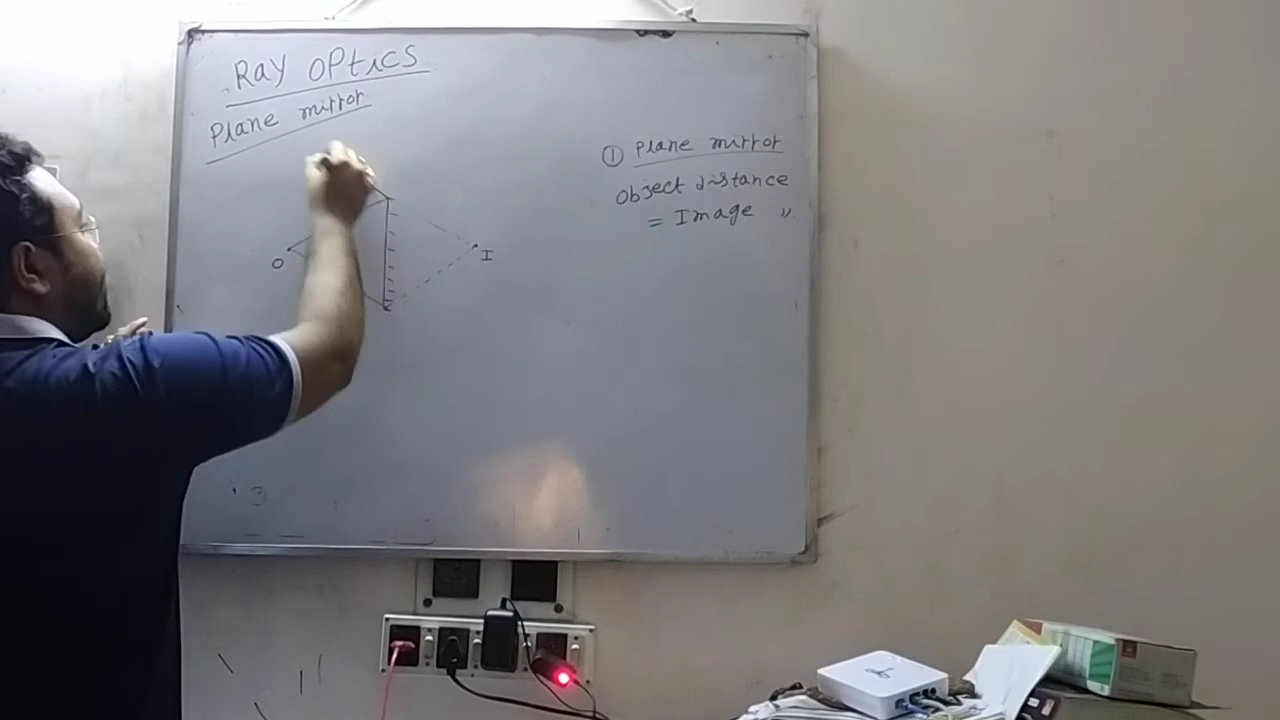 Ray OPtics
Plane mirror
① Plane mirror
Object distance
= Image "
O
I